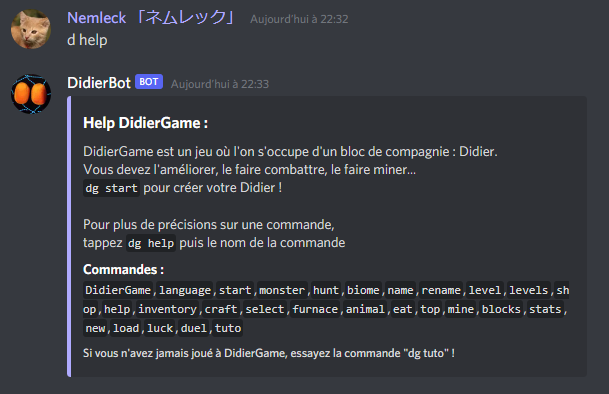 Nemleck 「ネムレック」 Aujourd'hui à 22:32
d help
DidierBot BOT Aujourd'hui à 22:33
Help DidierGame :
DidierGame est un jeu où l'on s'occupe d'un bloc de compagnie : Didier.
Vous devez l'améliorer, le faire combattre, le faire miner...
dg start pour créer votre Didier !
Pour plus de précisions sur une commande,
tappez dg help puis le nom de la commande
Commandes :
DidierGame,language,start,monster,hunt,biome,name,rename,level,levels,sh
op,help,inventory,craft,select,furnace,animal,eat,top,mine,blocks,stats,
new,load,luck,duel,tuto
Si vous n'avez jamais joué à DidierGame, essayez la commande "dg tuto" !